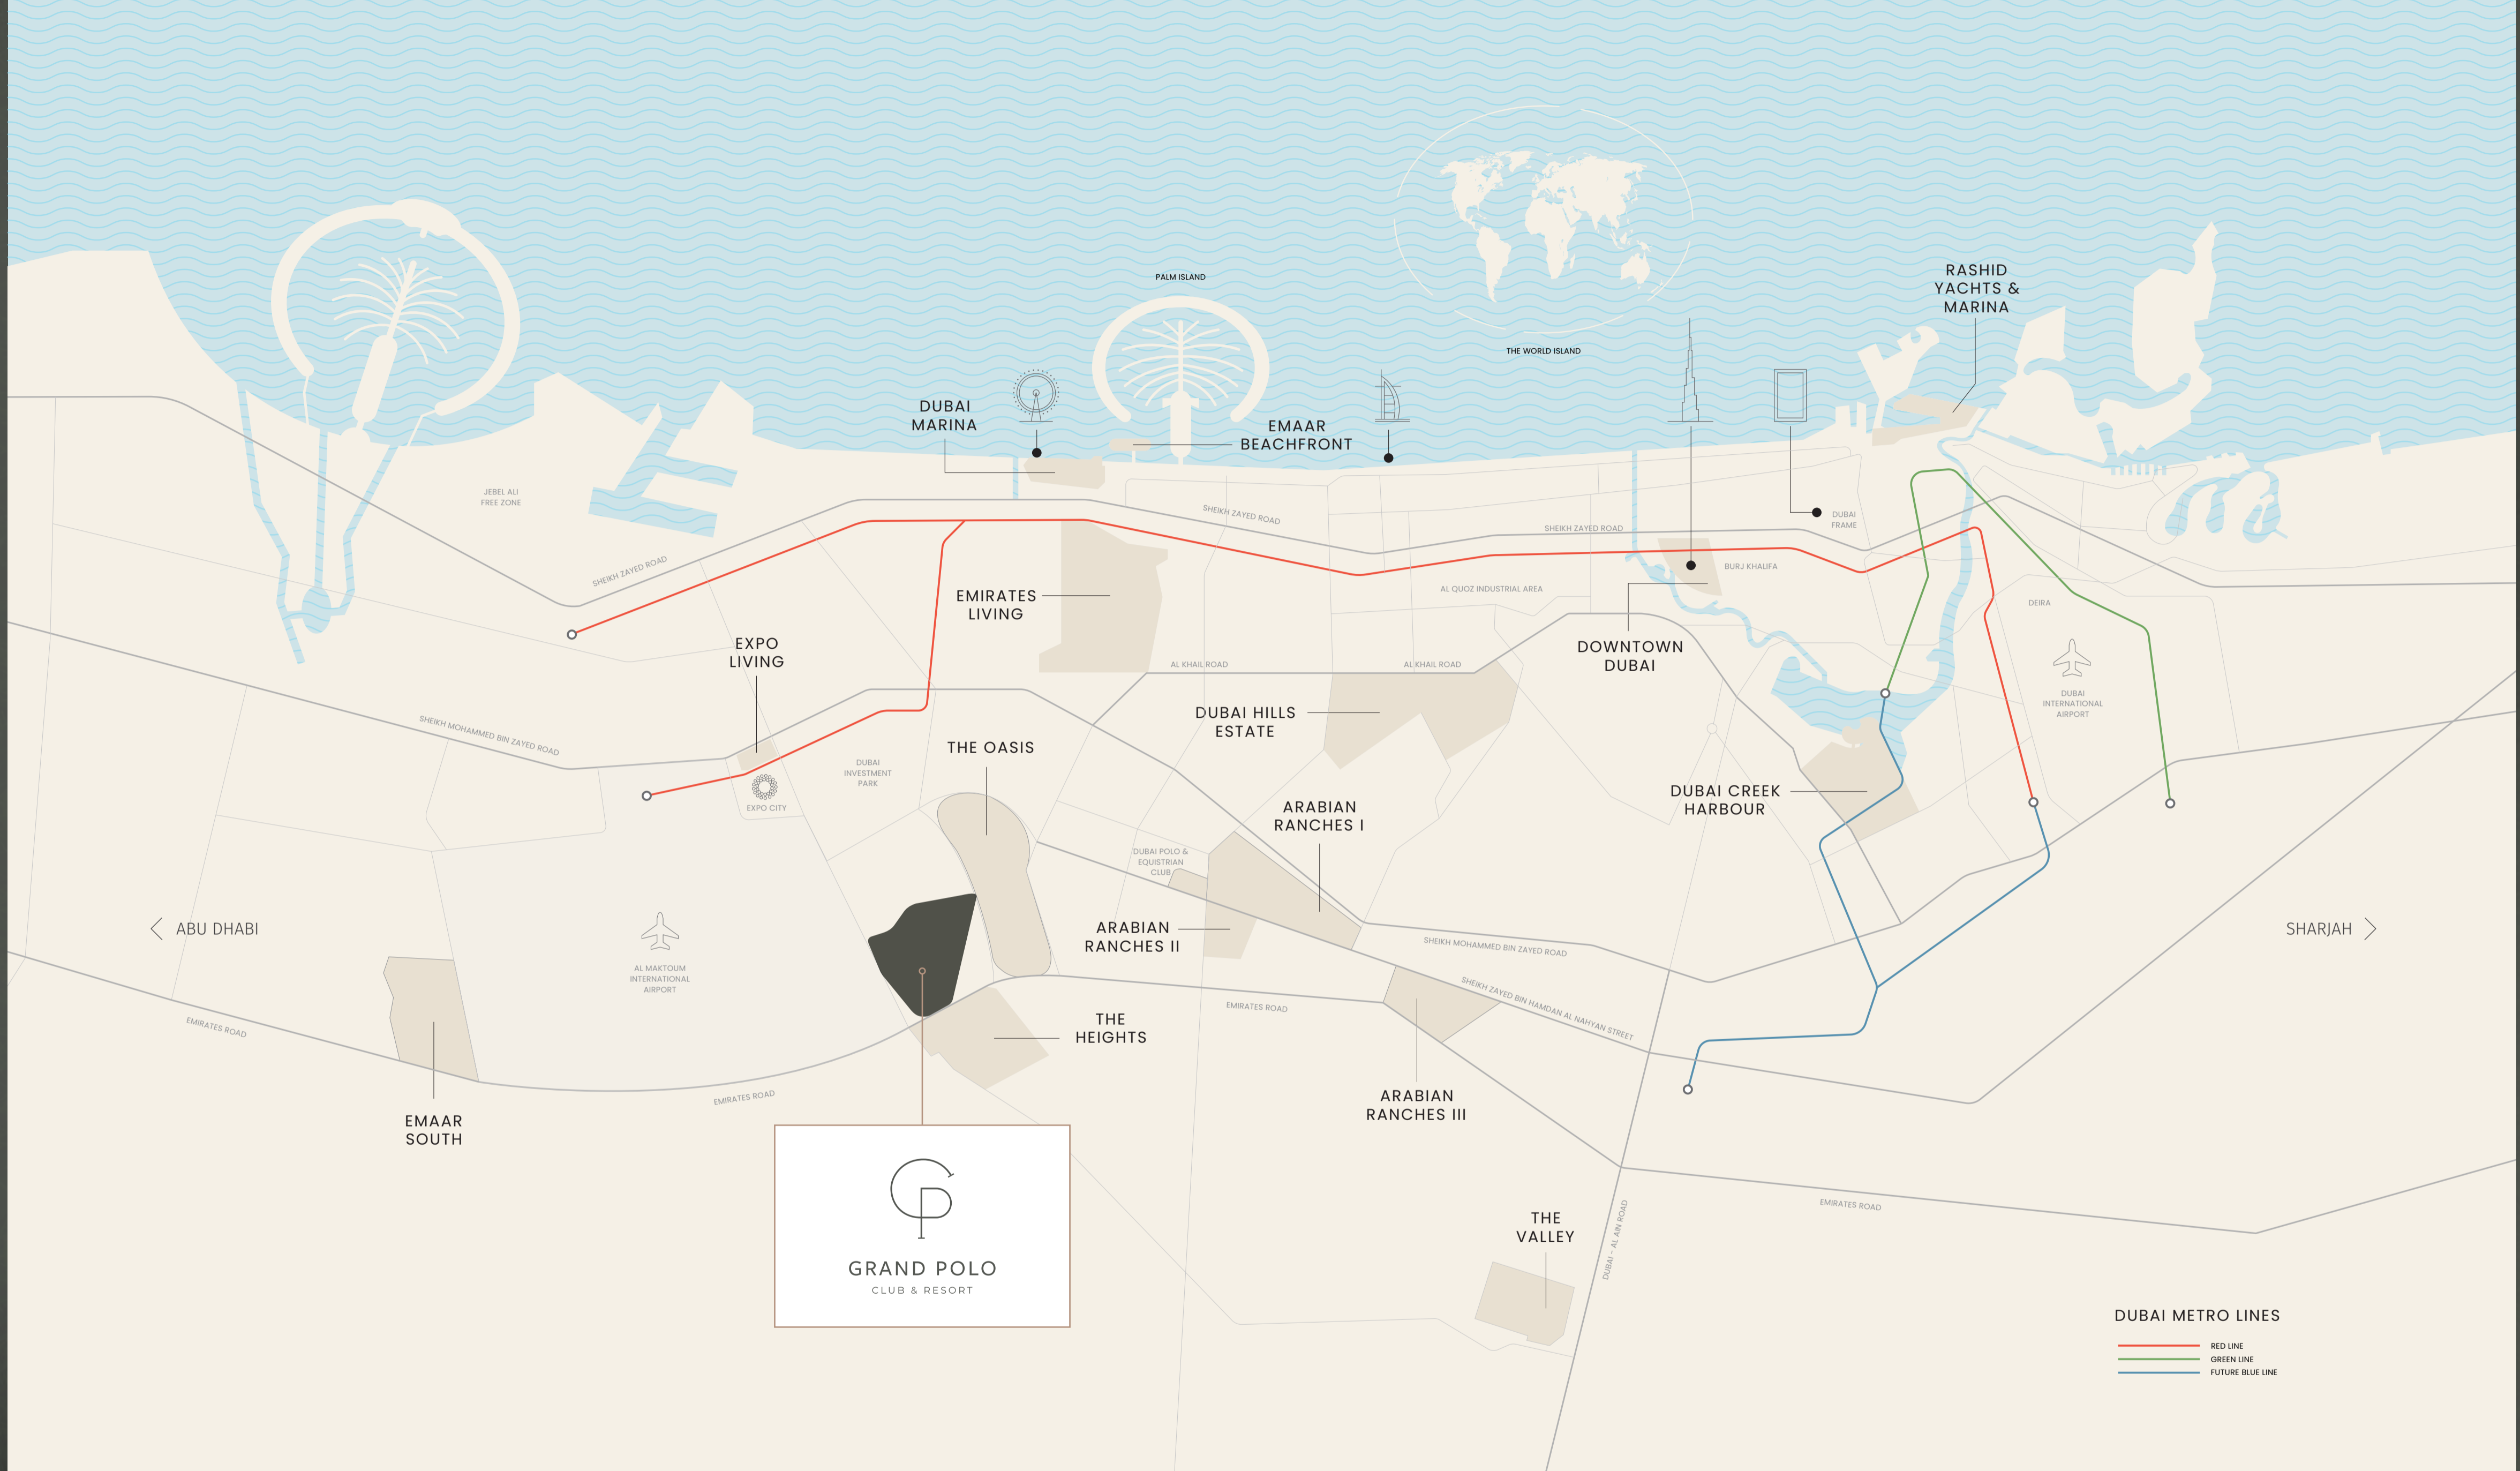 PALM ISLAND
THE WORLD ISLAND
RASHID
YACHTS &
MARINA
DUBAI
MARINA
EMAAR
BEACHFRONT
JEBEL ALI
FREE ZONE
SHEIKH ZAYED ROAD
SHEIKH ZAYED ROAD
SHEIKH ZAYED ROAD
DUBAI
FRAME
BURJ KHALIFA
AL QUOZ INDUSTRIAL AREA
EMIRATES
LIVING
DEIRA
EXPO
LIVING
DOWNTOWN
DUBAI
AL KHAIL ROAD
AL KHAIL ROAD
DUBAI
INTERNATIONAL
AIRPORT
SHEIKH MOHAMMED BIN ZAYED ROAD
DUBAI HILLS
ESTATE
THE OASIS
DUBAI
INVESTMENT
PARK
EXPO CITY
DUBAI CREEK
HARBOUR
ARABIAN
RANCHES I
DUBAI POLO &
EQUISTRIAN
CLUB
ABU DHABI
ARABIAN
RANCHES II
SHEIKH MOHAMMED BIN ZAYED ROAD
SHARJAH
AL MAKTOUM
INTERNATIONAL
AIRPORT
SHEIKH ZAYED BIN HAMDAN AL NAHYAN STREET
EMIRATES ROAD
EMIRATES ROAD
THE
HEIGHTS
EMIRATES ROAD
ARABIAN
RANCHES III
EMAAR
SOUTH
EMIRATES ROAD
THE
VALLEY
DUBAI - AL AIN ROAD
GP
GRAND POLO
CLUB & RESORT
DUBAI METRO LINES
RED LINE
GREEN LINE
FUTURE BLUE LINE